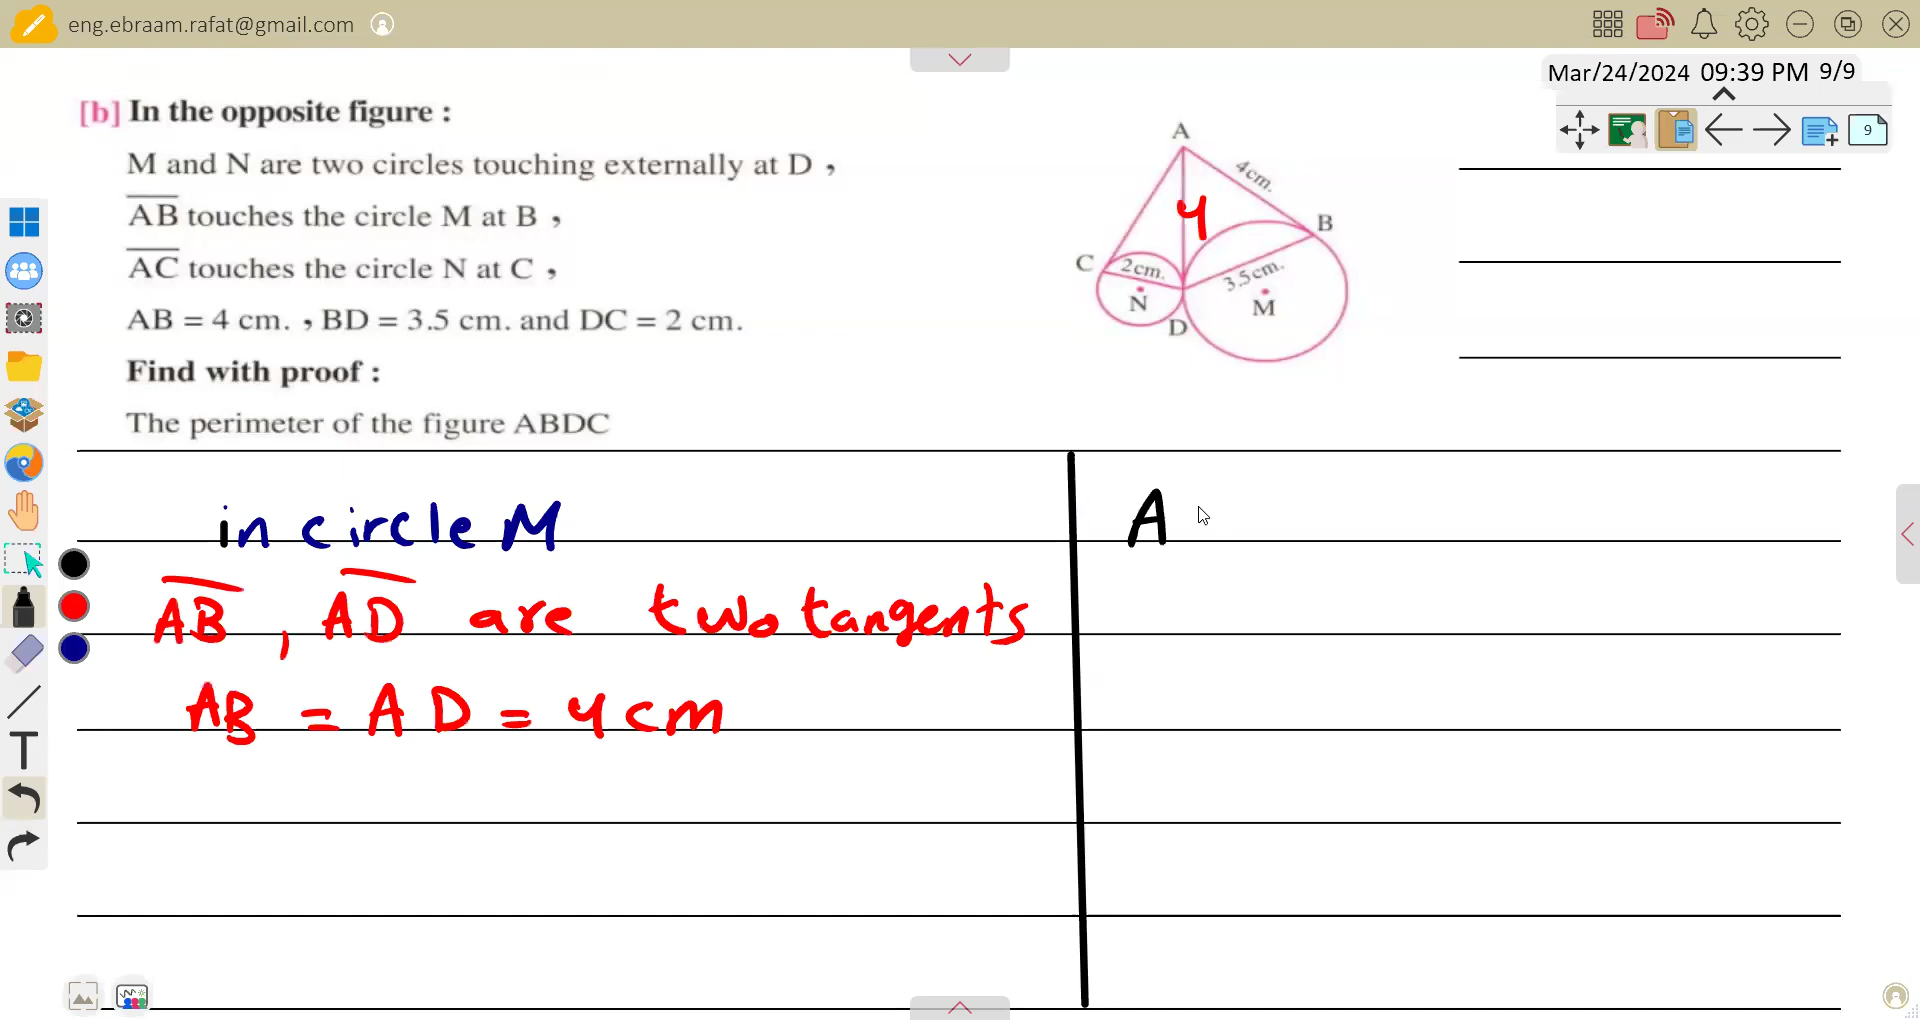 eng.ebraam.rafat@gmail.com
Mar/24/2024 09:39 PM 9/9
9
[b] In the opposite figure :
M and N are two circles touching externally at D ,
AB touches the circle M at B ,
AC touches the circle N at C ,
AB = 4 cm. , BD = 3.5 cm. and DC = 2 cm.
Find with proof :
The perimeter of the figure ABDC
A
4cm.
4
B
C
2cm.
3.5cm.
N
M
D
T
in circle M
AB , AD are two tangents
AB = AD = 4 cm
A